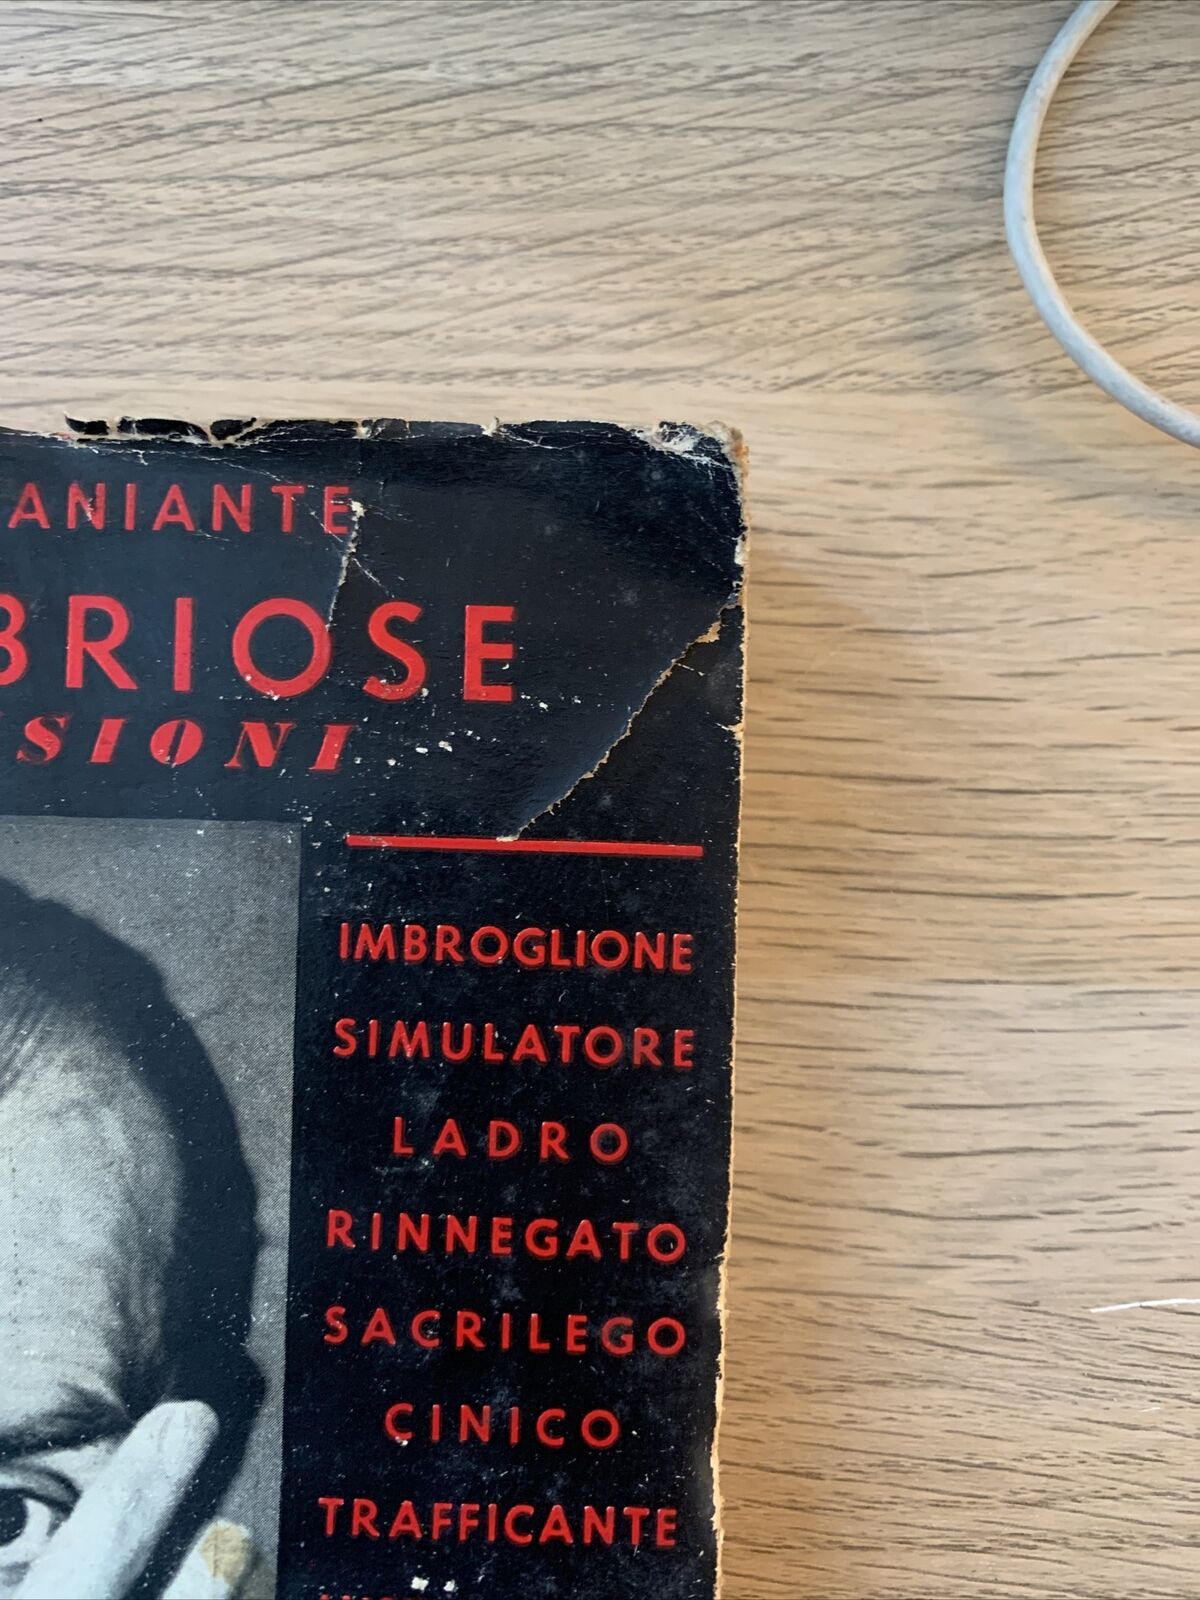 ANIANTE
BRIOSE
SIONI
IMBROGLIONE
SIMULATORE
LADRO
RINNEGATO
SACRILEGO
CINICO
TRAFFICANTE